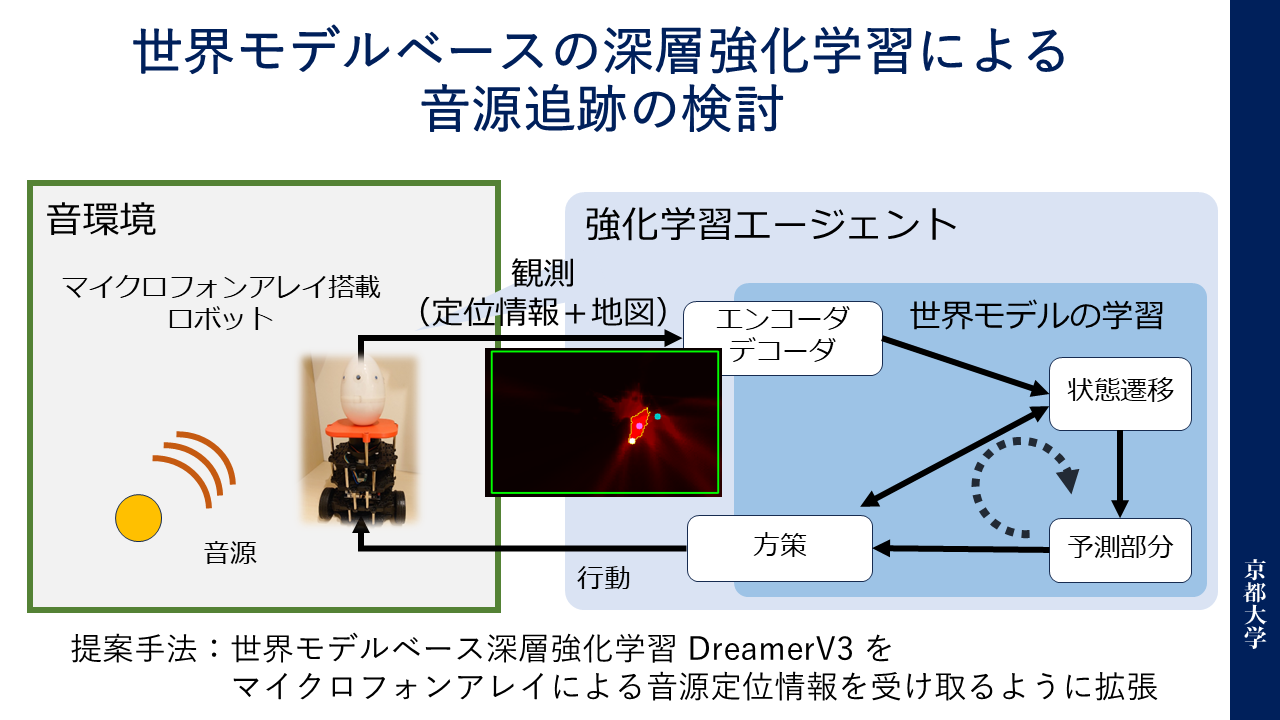 世界モデルベースの深層強化学習による
音源追跡の検討
音環境
マイクロフォンアレイ搭載
ロボット
音源
観測
（定位情報＋地図）
行動
強化学習エージェント
世界モデルの学習
エンコーダ
デコーダ
状態遷移
予測部分
方策
提案手法：世界モデルベース深層強化学習 DreamerV3 を
マイクロフォンアレイによる音源定位情報を受け取るように拡張
京都大学